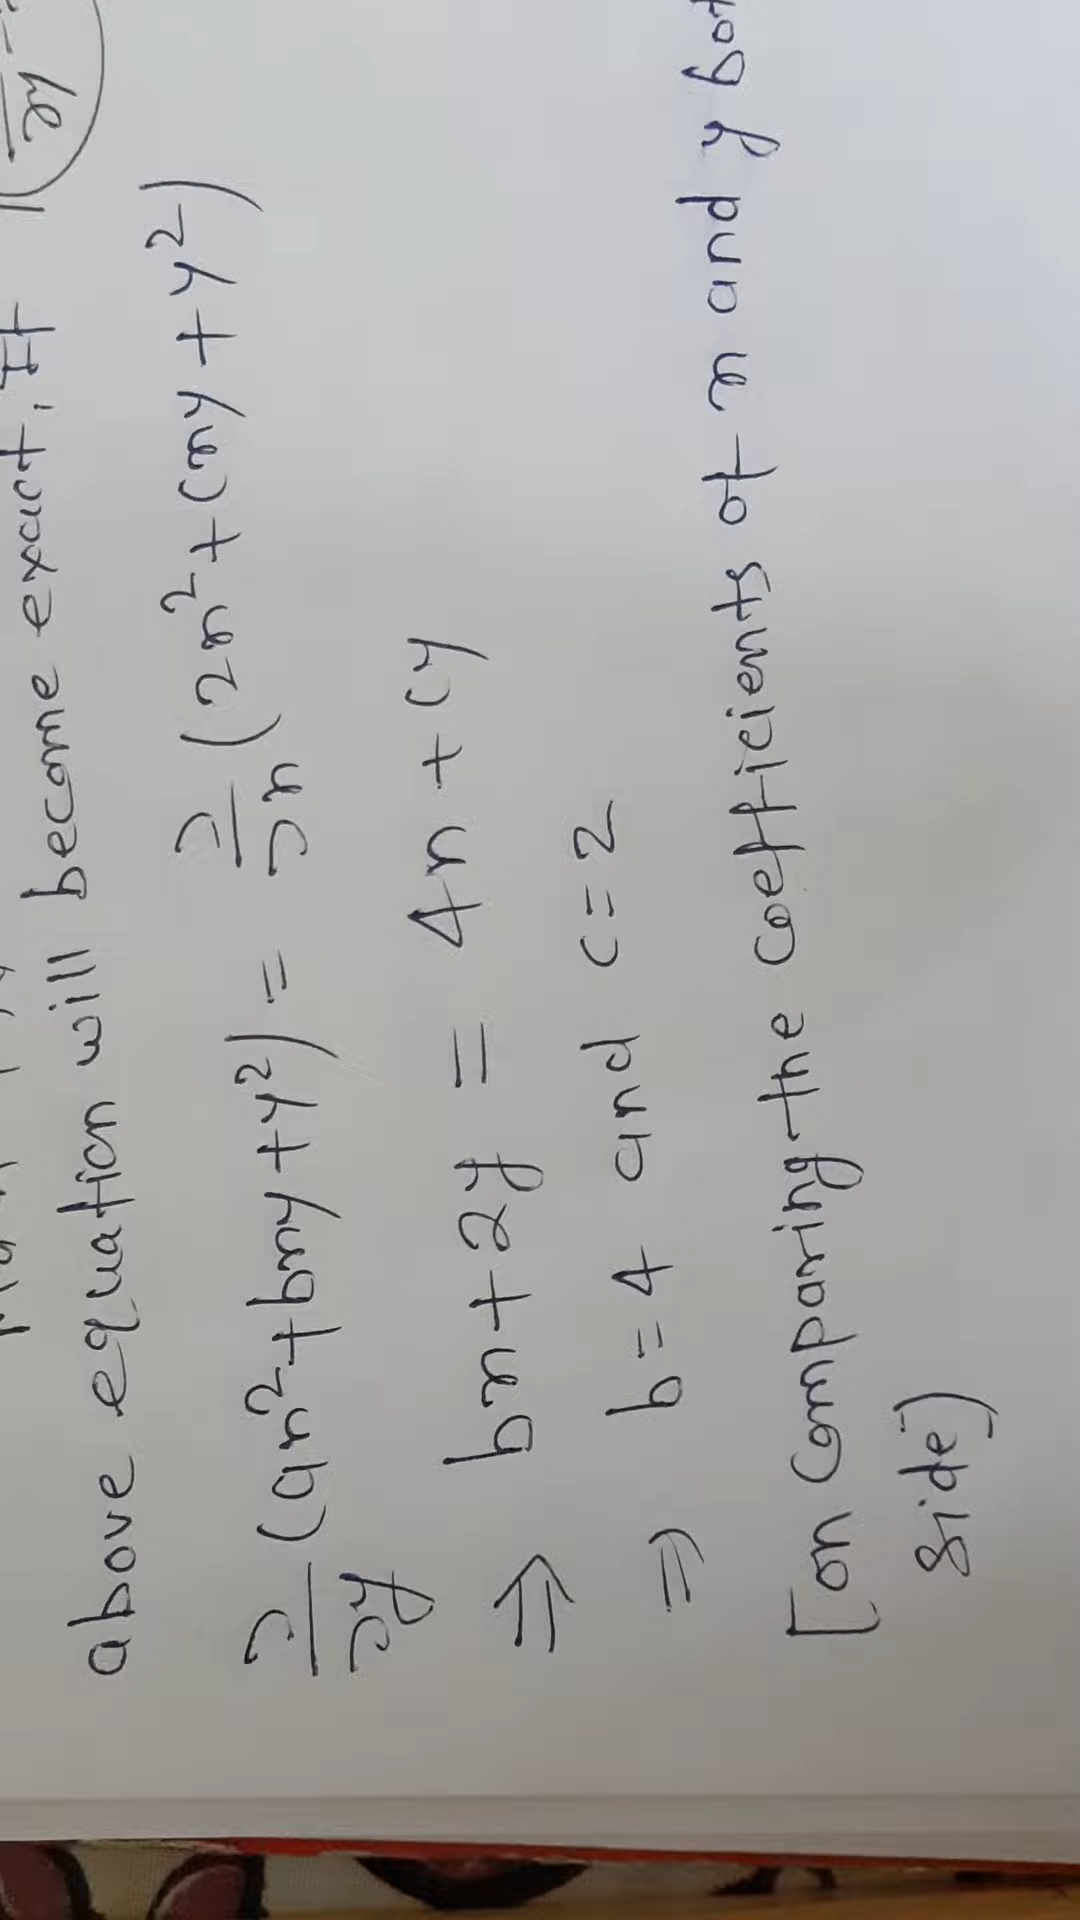 above equation will become exact, If
∂/∂y (ax² + bxy + y²) = ∂/∂x (2x² + cxy + y²)
⇒ bx + 2y = 4x + cy
⇒ b = 4 and c = 2
[on comparing the coefficients of x and y
side]